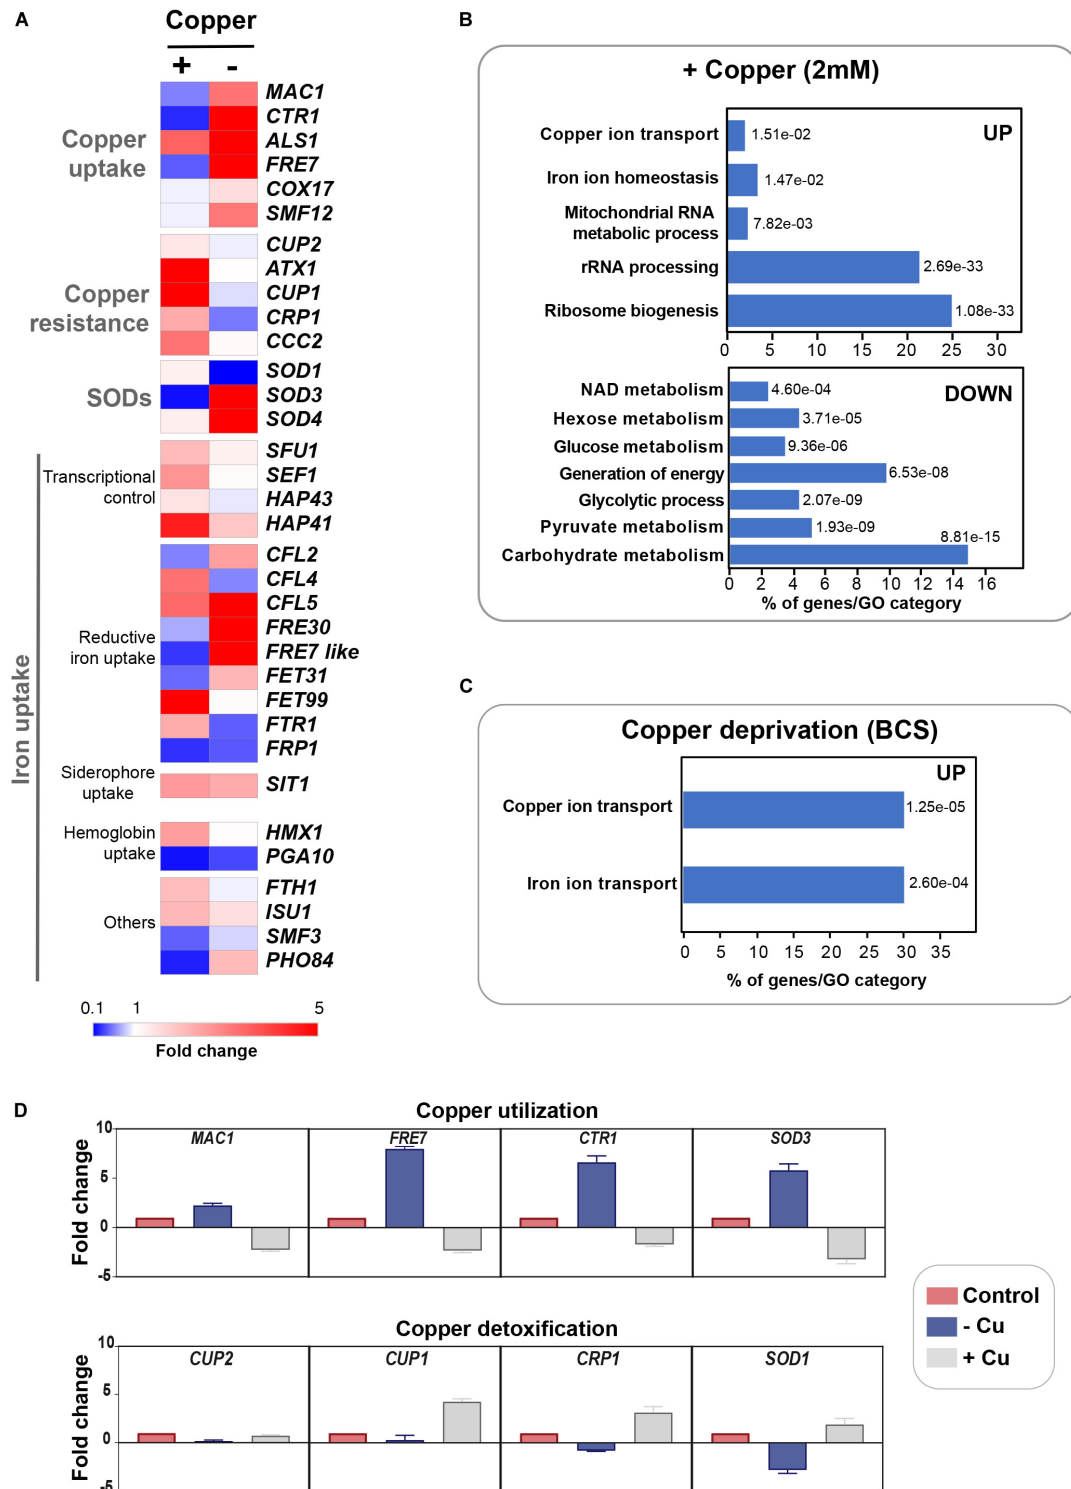 A
Copper
+ -
Copper
uptake
MAC1
CTR1
ALS1
FRE7
COX17
SMF12
Copper
resistance
CUP2
ATX1
CUP1
CRP1
CCC2
SODs
SOD1
SOD3
SOD4
Iron uptake
Transcriptional
control
SFU1
SEF1
HAP43
HAP41
Reductive
iron uptake
CFL2
CFL4
CFL5
FRE30
FRE7 like
FET31
FET99
FTR1
FRP1
Siderophore
uptake
SIT1
Hemoglobin
uptake
HMX1
PGA10
Others
FTH1
ISU1
SMF3
PHO84
0.1 1 5
Fold change
B
+ Copper (2mM)
UP
Copper ion transport 1.51e-02
Iron ion homeostasis 1.47e-02
Mitochondrial RNA
metabolic process 7.82e-03
rRNA processing 2.69e-33
Ribosome biogenesis 1.08e-33
0 5 10 15 20 25 30
DOWN
NAD metabolism 4.60e-04
Hexose metabolism 3.71e-05
Glucose metabolism 9.36e-06
Generation of energy 6.53e-08
Glycolytic process 2.07e-09
Pyruvate metabolism 1.93e-09
Carbohydrate metabolism 8.81e-15
0 2 4 6 8 10 12 14 16
% of genes/GO category
C
Copper deprivation (BCS)
UP
Copper ion transport 1.25e-05
Iron ion transport 2.60e-04
0 5 10 15 20 25 30 35
% of genes/GO category
D
Copper utilization
Fold change
10
5
0
-5
MAC1 FRE7 CTR1 SOD3
Copper detoxification
Fold change
10
5
0
-5
CUP2 CUP1 CRP1 SOD1
Control
- Cu
+ Cu